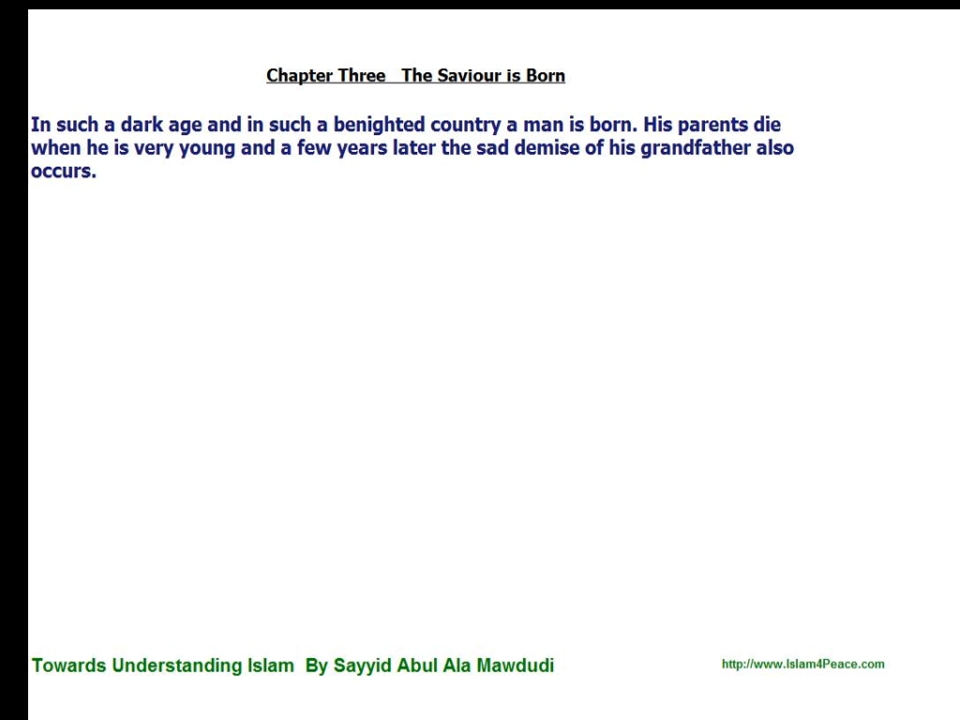 Chapter Three   The Saviour is Born
In such a dark age and in such a benighted country a man is born. His parents die
when he is very young and a few years later the sad demise of his grandfather also
occurs.
Towards Understanding Islam  By Sayyid Abul Ala Mawdudi
http://www.Islam4Peace.com